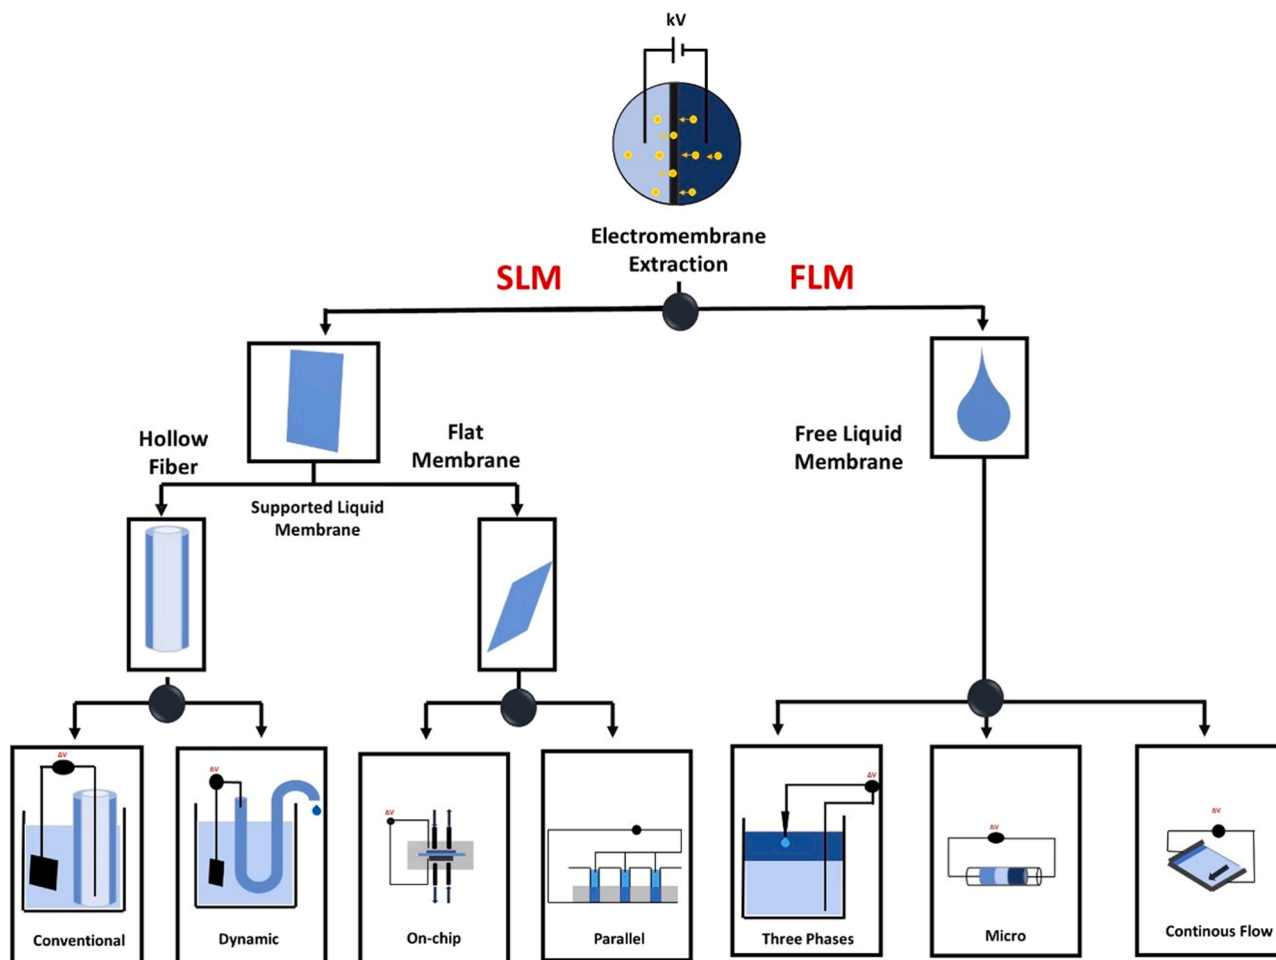 kV
Electromembrane
Extraction
SLM
FLM
Hollow
Fiber
Flat
Membrane
Free Liquid
Membrane
Supported Liquid
Membrane
ΔV
ΔV
ΔV
ΔV
ΔV
ΔV
Conventional
Dynamic
On-chip
Parallel
Three Phases
Micro
Continous Flow